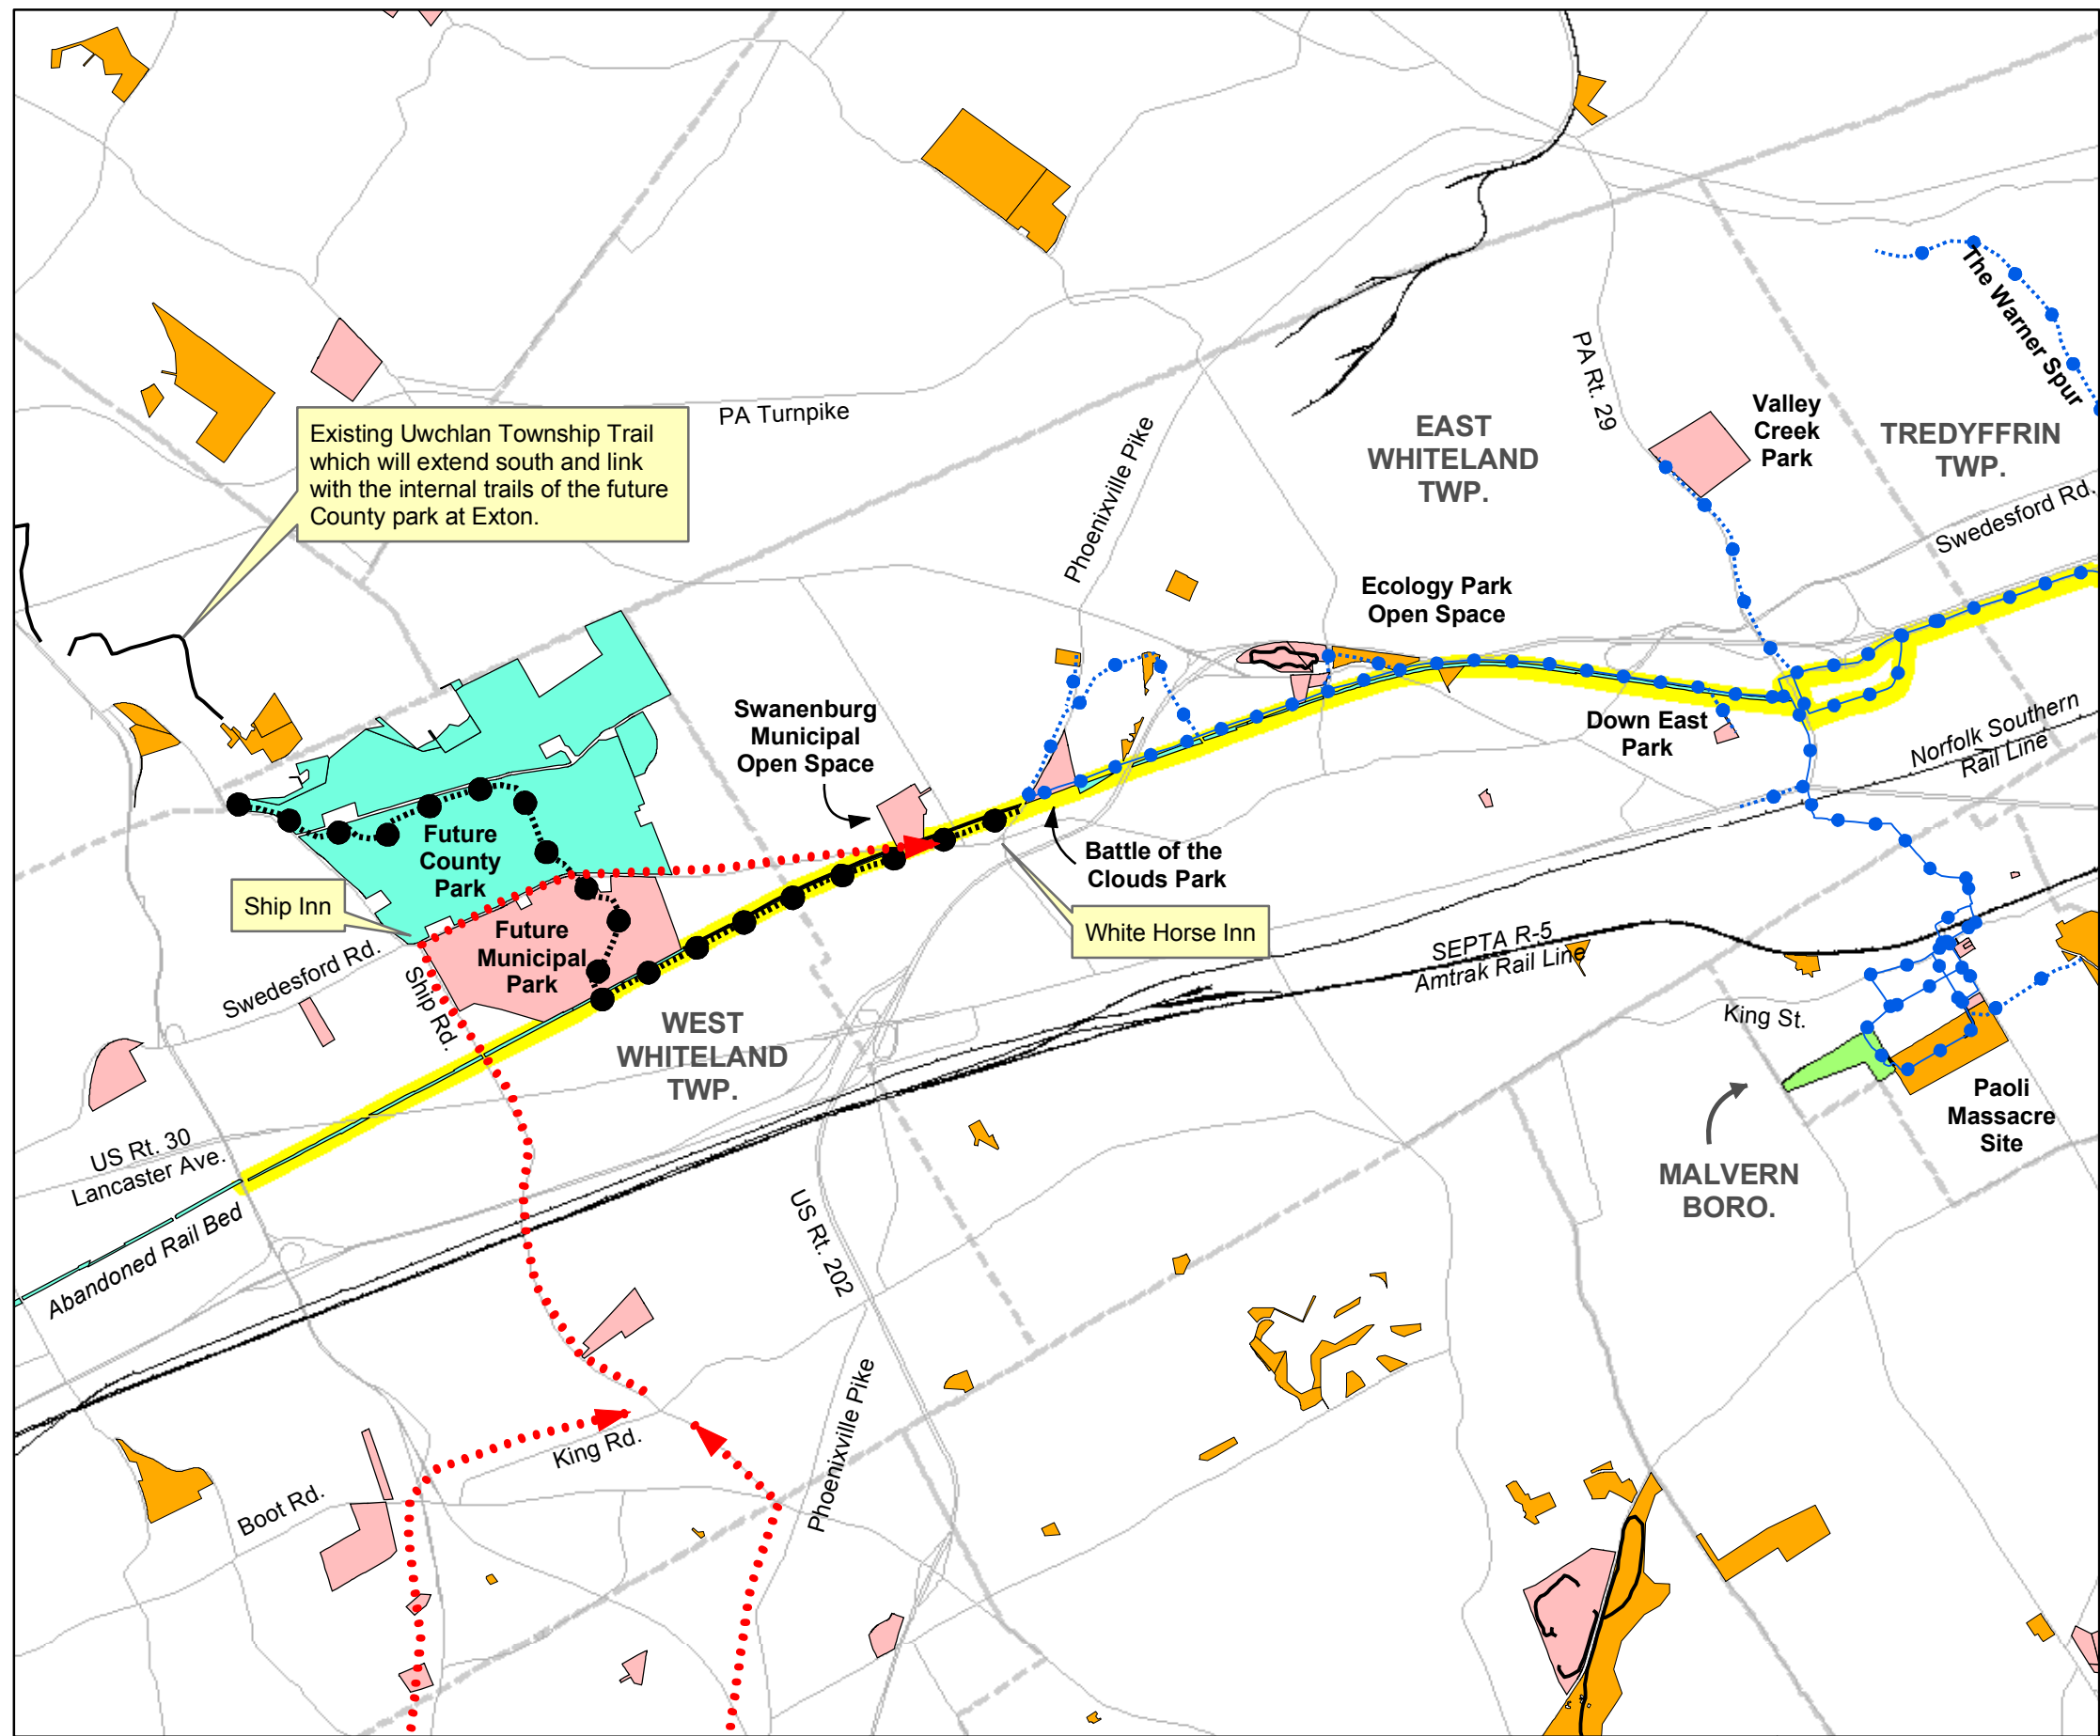 The Warner Spur
PA Rt. 29
Valley
Creek
Park
TREDYFFRIN
TWP.
PA Turnpike
EAST
WHITELAND
TWP.
Existing Uwchlan Township Trail
which will extend south and link
with the internal trails of the future
County park at Exton.
Phoenixville Pike
Swedesford Rd.
Ecology Park
Open Space
Swanenburg
Municipal
Open Space
Down East
Park
Norfolk Southern
Rail Line
Future
County
Park
Battle of the
Clouds Park
Ship Inn
White Horse Inn
Future
Municipal
Park
Swedesford Rd.
Ship Rd.
SEPTA R-5
Amtrak Rail Line
King St.
WEST
WHITELAND
TWP.
Paoli
Massacre
Site
US Rt. 30
Lancaster Ave.
MALVERN
BORO.
Abandoned Rail Bed
US Rt. 202
King Rd.
Phoenixville Pike
Boot Rd.